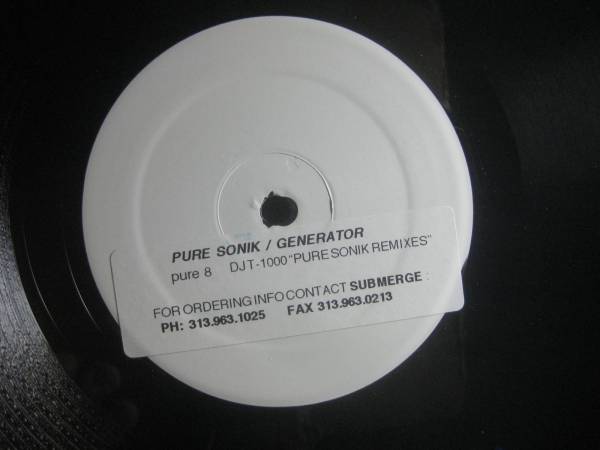 PURE SONIK / GENERATOR
pure 8 DJ T-1000 "PURE SONIK REMIXES"
FOR ORDERING INFO CONTACT SUBMERGE :
PH: 313.963.1025 FAX 313.963.0213